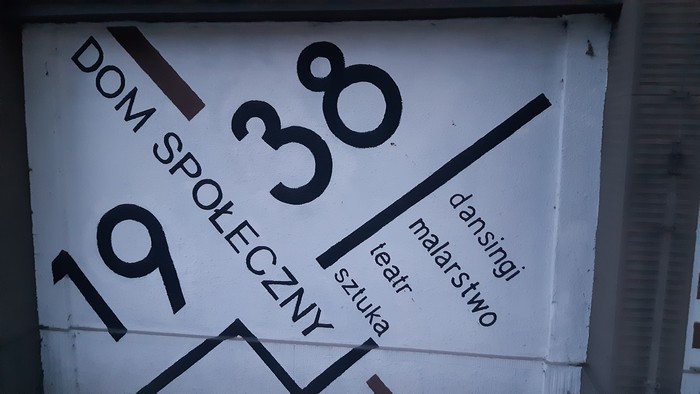 19
38
DOM SPOŁECZNY
dansingi
malarstwo
teatr
sztuka